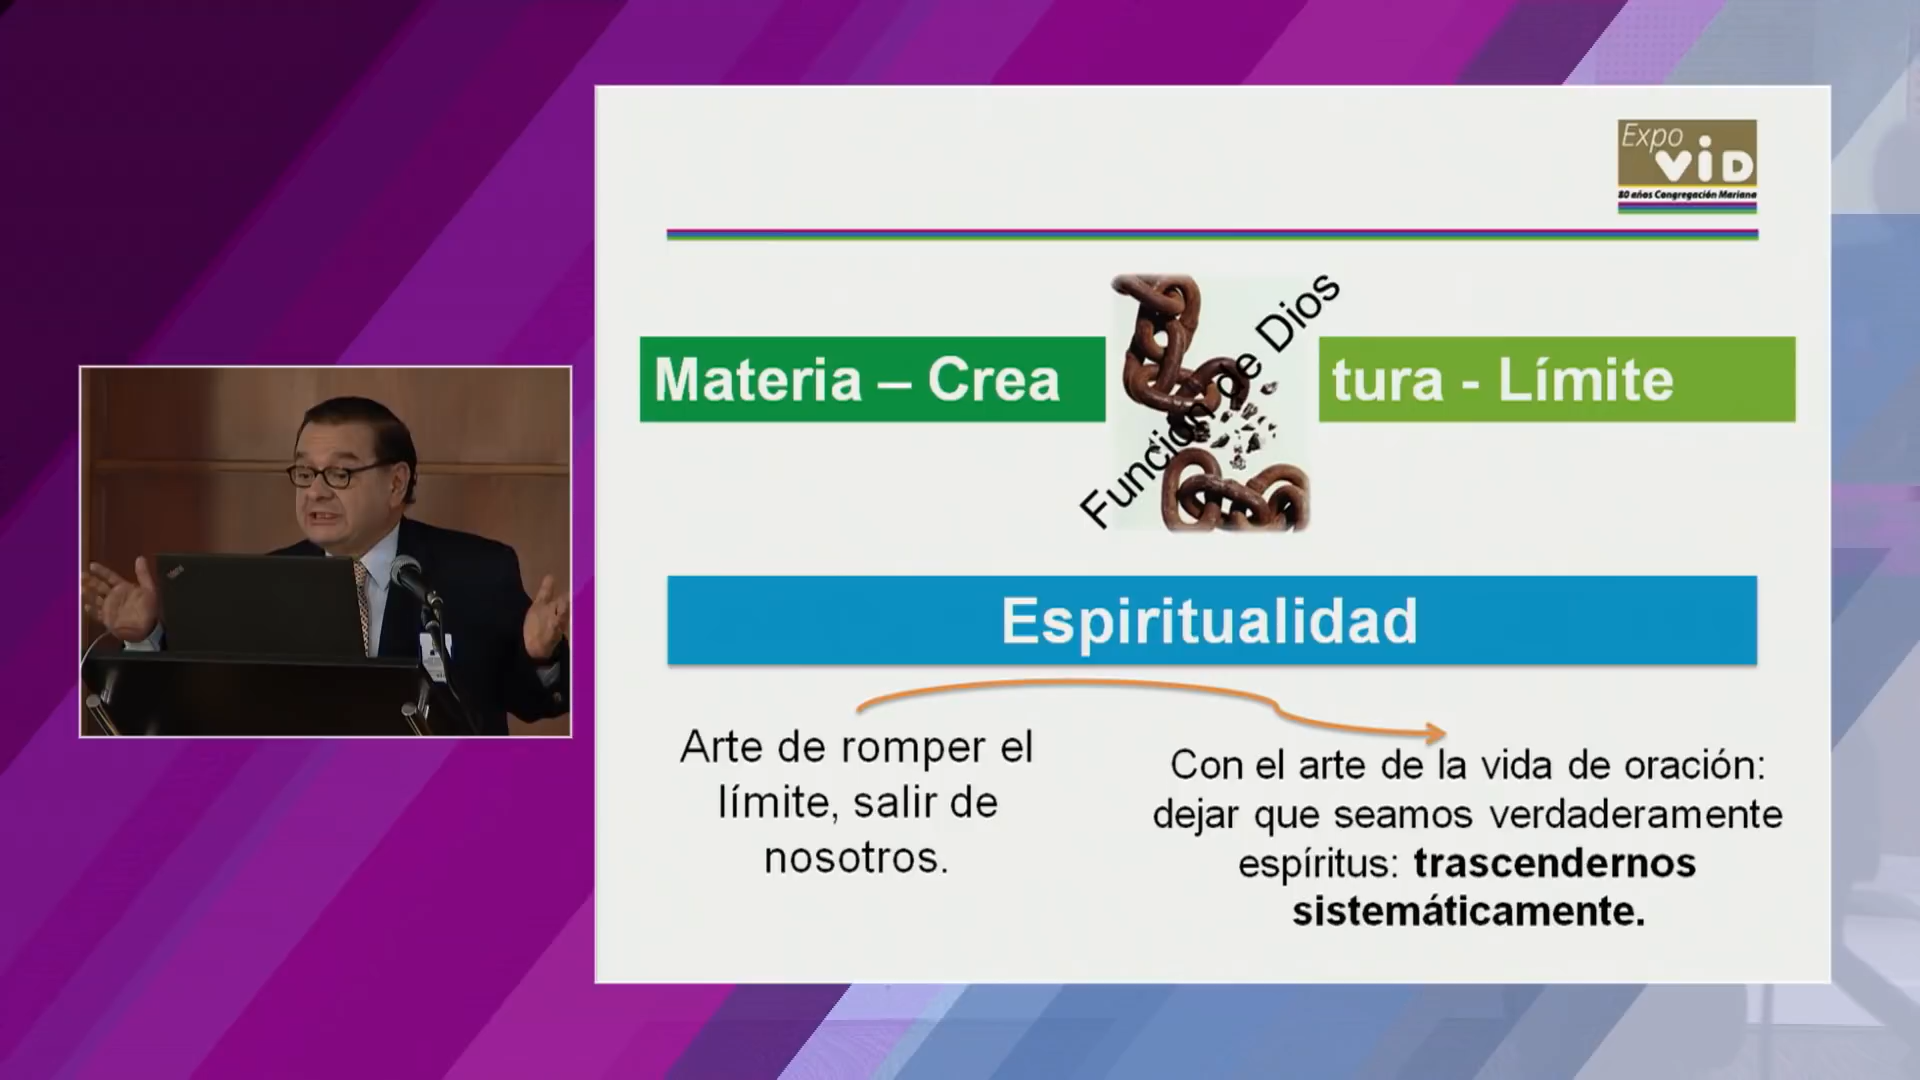 Expo
ViD
80 años Congregación Mariana
Materia – Crea
Función de Dios
tura - Límite
Espiritualidad
Arte de romper el
límite, salir de
nosotros.
Con el arte de la vida de oración:
dejar que seamos verdaderamente
espíritus: trascendernos
sistemáticamente.